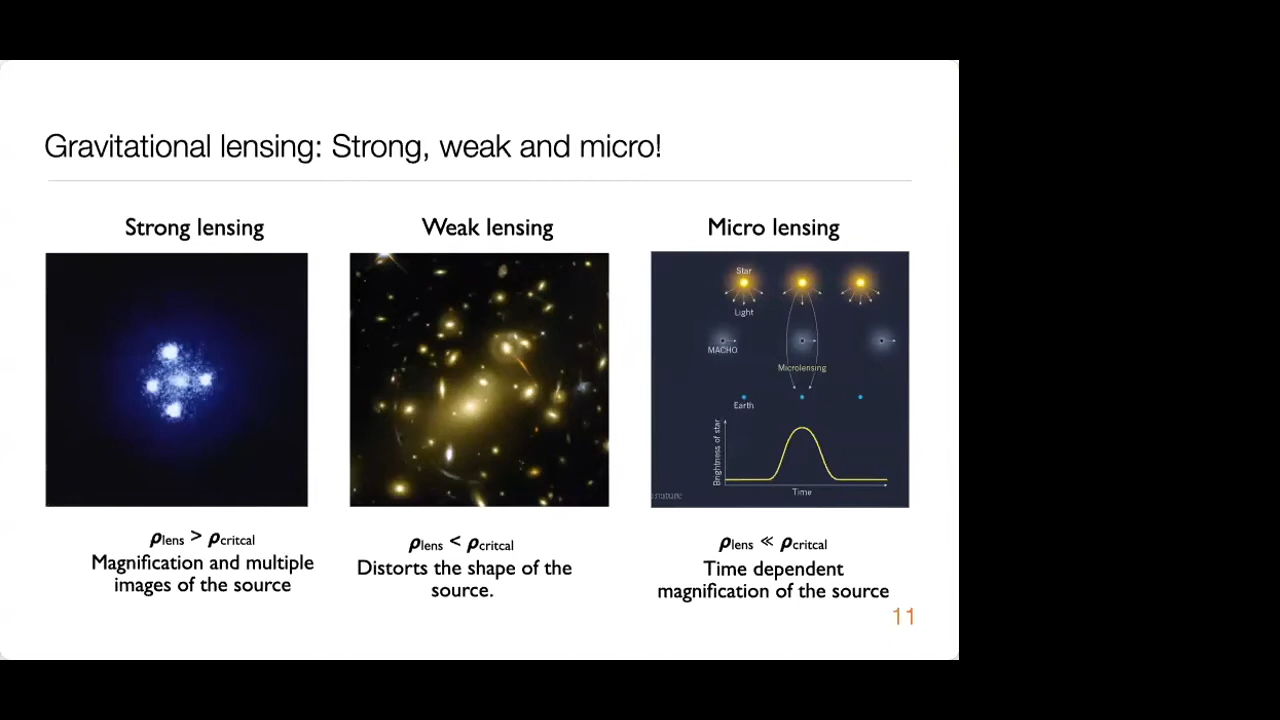 Gravitational lensing: Strong, weak and micro!
Strong lensing
Weak lensing
Micro lensing
Star
Light
MACHO
Microlensing
Earth
Brightness of star
Time
nature
ρlens > ρcritcal
Magnification and multiple
images of the source
ρlens < ρcritcal
Distorts the shape of the
source.
ρlens ≪ ρcritcal
Time dependent
magnification of the source
11